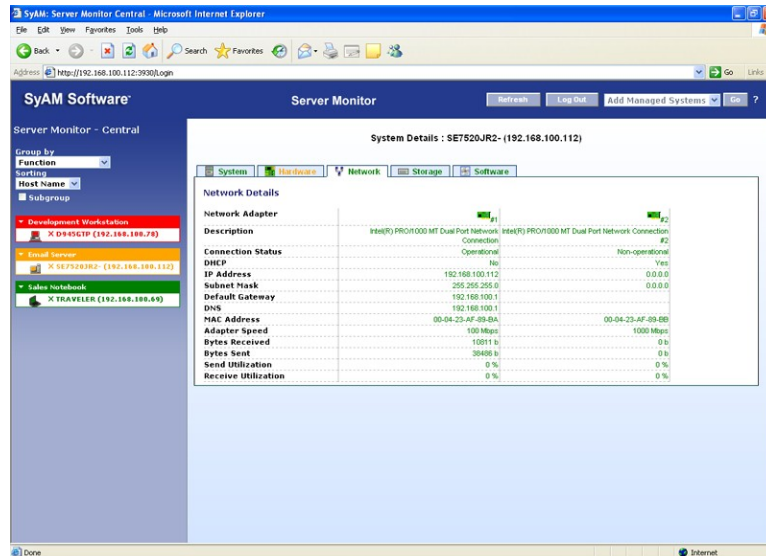 SyAM: Server Monitor Central - Microsoft Internet Explorer
File Edit View Favorites Tools Help
Back Search Favorites
Address http://192.168.100.112:3930/Login Go Links
SyAM Software Server Monitor Refresh Log Out Add Managed Systems Go ?
Server Monitor - Central
System Details : SE7520JR2- (192.168.100.112)
Group by
Function
Sorting
Host Name
Subgroup
System Hardware Network Storage Software
Network Details
Development Workstation
X D945GTP (192.168.100.78)
Email Server
X SE7520JR2- (192.168.100.112)
Sales Notebook
X TRAVELER (192.168.100.69)
Network Adapter #1 #2
Description Intel(R) PRO/1000 MT Dual Port Network Connection Intel(R) PRO/1000 MT Dual Port Network Connection #2
Connection Status Operational Non-operational
DHCP No Yes
IP Address 192.168.100.112 0.0.0.0
Subnet Mask 255.255.255.0 0.0.0.0
Default Gateway 192.168.100.1
DNS 192.168.100.1
MAC Address 00-04-23-AF-89-BA 00-04-23-AF-89-BB
Adapter Speed 100 Mbps 1000 Mbps
Bytes Received 10811 b 0 b
Bytes Sent 38486 b 0 b
Send Utilization 0 % 0 %
Receive Utilization 0 % 0 %
Done Internet